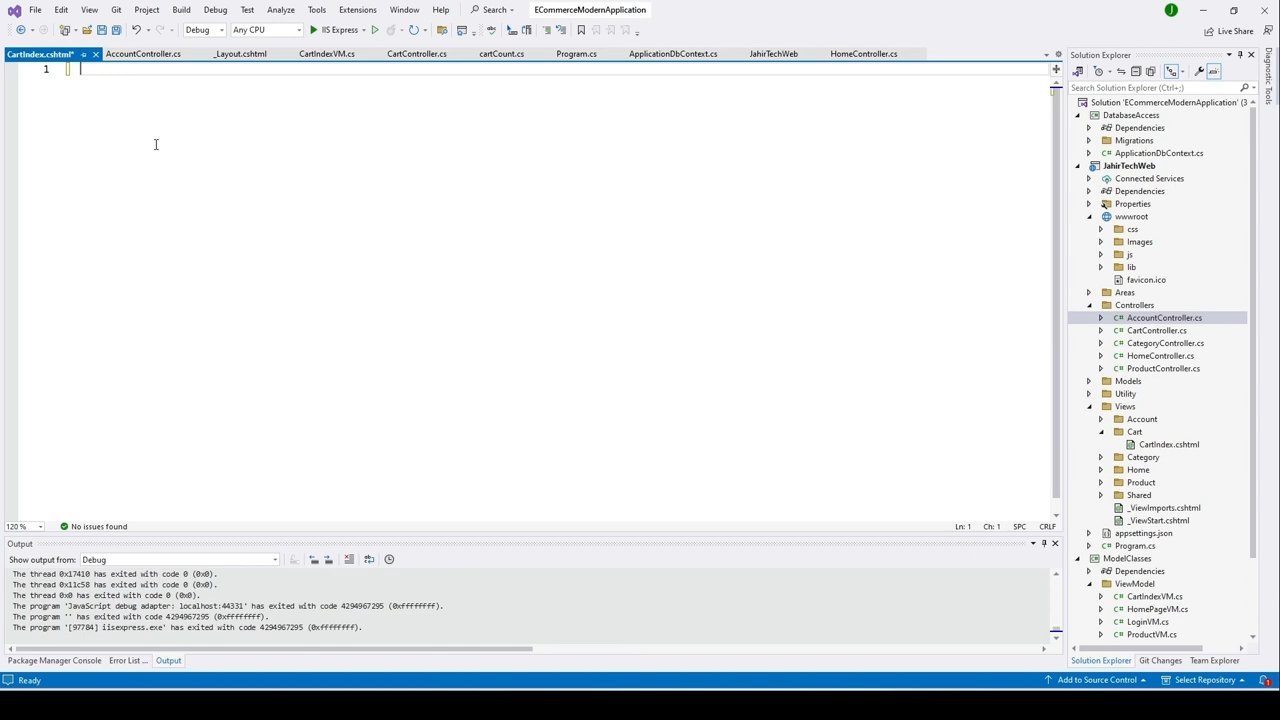 File Edit View Git Project Build Debug Test Analyze Tools Extensions Window Help Search ECommerceModernApplication J
Debug Any CPU IIS Express Live Share
CartIndex.cshtml* AccountController.cs _Layout.cshtml CartIndexVM.cs CartController.cs cartCount.cs Program.cs ApplicationDbContext.cs JahirTechWeb HomeController.cs
1
120 % No issues found Ln: 1 Ch: 1 SPC CRLF
Output
Show output from: Debug
The thread 0x17410 has exited with code 0 (0x0).
The thread 0x11c58 has exited with code 0 (0x0).
The thread 0x0 has exited with code 0 (0x0).
The program 'JavaScript debug adapter: localhost:44331' has exited with code 4294967295 (0xffffffff).
The program '' has exited with code 4294967295 (0xffffffff).
The program '[97784] iisexpress.exe' has exited with code 4294967295 (0xffffffff).
Package Manager Console Error List ... Output
Solution Explorer
Search Solution Explorer (Ctrl+;)
Solution 'ECommerceModernApplication' (3
DatabaseAccess
Dependencies
Migrations
C# ApplicationDbContext.cs
JahirTechWeb
Connected Services
Dependencies
Properties
wwwroot
css
Images
js
lib
favicon.ico
Areas
Controllers
C# AccountController.cs
C# CartController.cs
C# CategoryController.cs
C# HomeController.cs
C# ProductController.cs
Models
Utility
Views
Account
Cart
CartIndex.cshtml
Category
Home
Product
Shared
_ViewImports.cshtml
_ViewStart.cshtml
appsettings.json
C# Program.cs
ModelClasses
Dependencies
ViewModel
C# CartIndexVM.cs
C# HomePageVM.cs
C# LoginVM.cs
C# ProductVM.cs
Solution Explorer Git Changes Team Explorer
Diagnostic Tools
Ready Add to Source Control Select Repository 1